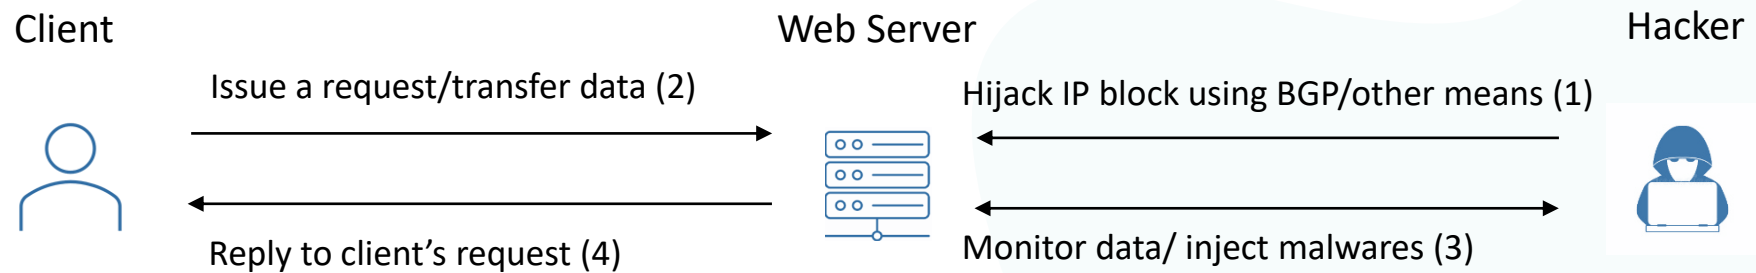 Client
Web Server
Hacker
Issue a request/transfer data (2)
Hijack IP block using BGP/other means (1)
Reply to client's request (4)
Monitor data/ inject malwares (3)